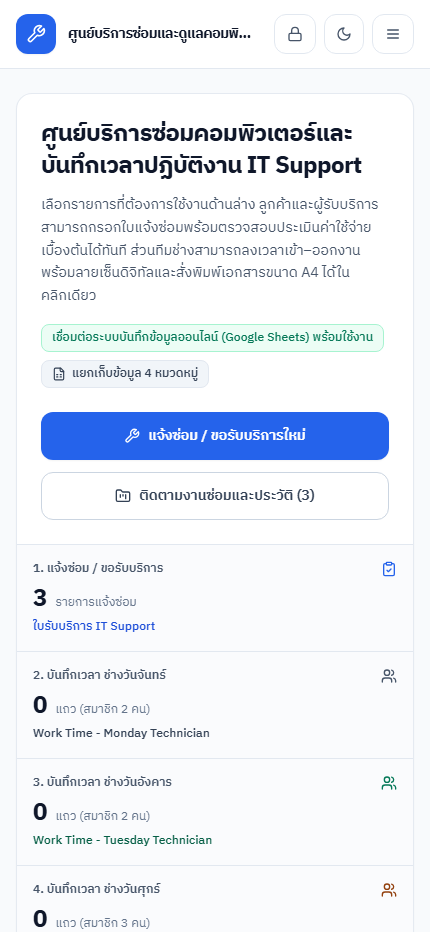 ศูนย์บริการซ่อมและดูแลคอมพิ...
ศูนย์บริการซ่อมคอมพิวเตอร์และ
บันทึกเวลาปฏิบัติงาน IT Support
เลือกรายการที่ต้องการใช้งานด้านล่าง ลูกค้าและผู้รับบริการ
สามารถกรอกใบแจ้งซ่อมพร้อมตรวจสอบประเมินค่าใช้จ่าย
เบื้องต้นได้ทันที ส่วนทีมช่างสามารถลงเวลาเข้า–ออกงาน
พร้อมลายเซ็นดิจิทัลและสั่งพิมพ์เอกสารขนาด A4 ได้ใน
คลิกเดียว
เชื่อมต่อระบบบันทึกข้อมูลออนไลน์ (Google Sheets) พร้อมใช้งาน
แยกเก็บข้อมูล 4 หมวดหมู่
แจ้งซ่อม / ขอรับบริการใหม่
ติดตามงานซ่อมและประวัติ (3)
1. แจ้งซ่อม / ขอรับบริการ
3 รายการแจ้งซ่อม
ใบรับบริการ IT Support
2. บันทึกเวลา ช่างวันจันทร์
0 แถว (สมาชิก 2 คน)
Work Time - Monday Technician
3. บันทึกเวลา ช่างวันอังคาร
0 แถว (สมาชิก 2 คน)
Work Time - Tuesday Technician
4. บันทึกเวลา ช่างวันศุกร์
0 แถว (สมาชิก 3 คน)